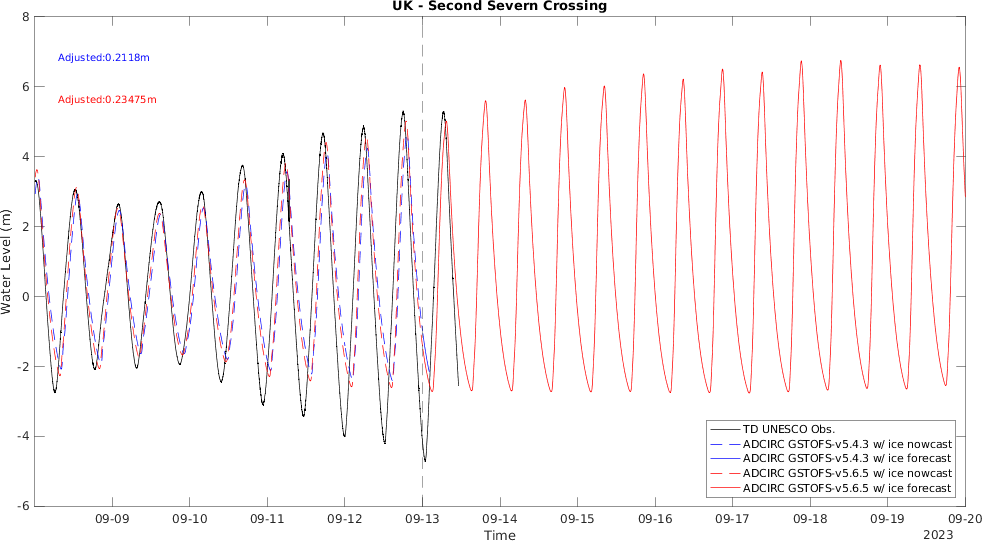 UK - Second Severn Crossing
8
6
4
2
0
-2
-4
-6
Water Level (m)
Adjusted:0.2118m
Adjusted:0.23475m
TD UNESCO Obs.
ADCIRC GSTOFS-v5.4.3 w/ ice nowcast
ADCIRC GSTOFS-v5.4.3 w/ ice forecast
ADCIRC GSTOFS-v5.6.5 w/ ice nowcast
ADCIRC GSTOFS-v5.6.5 w/ ice forecast
09-09 09-10 09-11 09-12 09-13 09-14 09-15 09-16 09-17 09-18 09-19 09-20
Time
2023